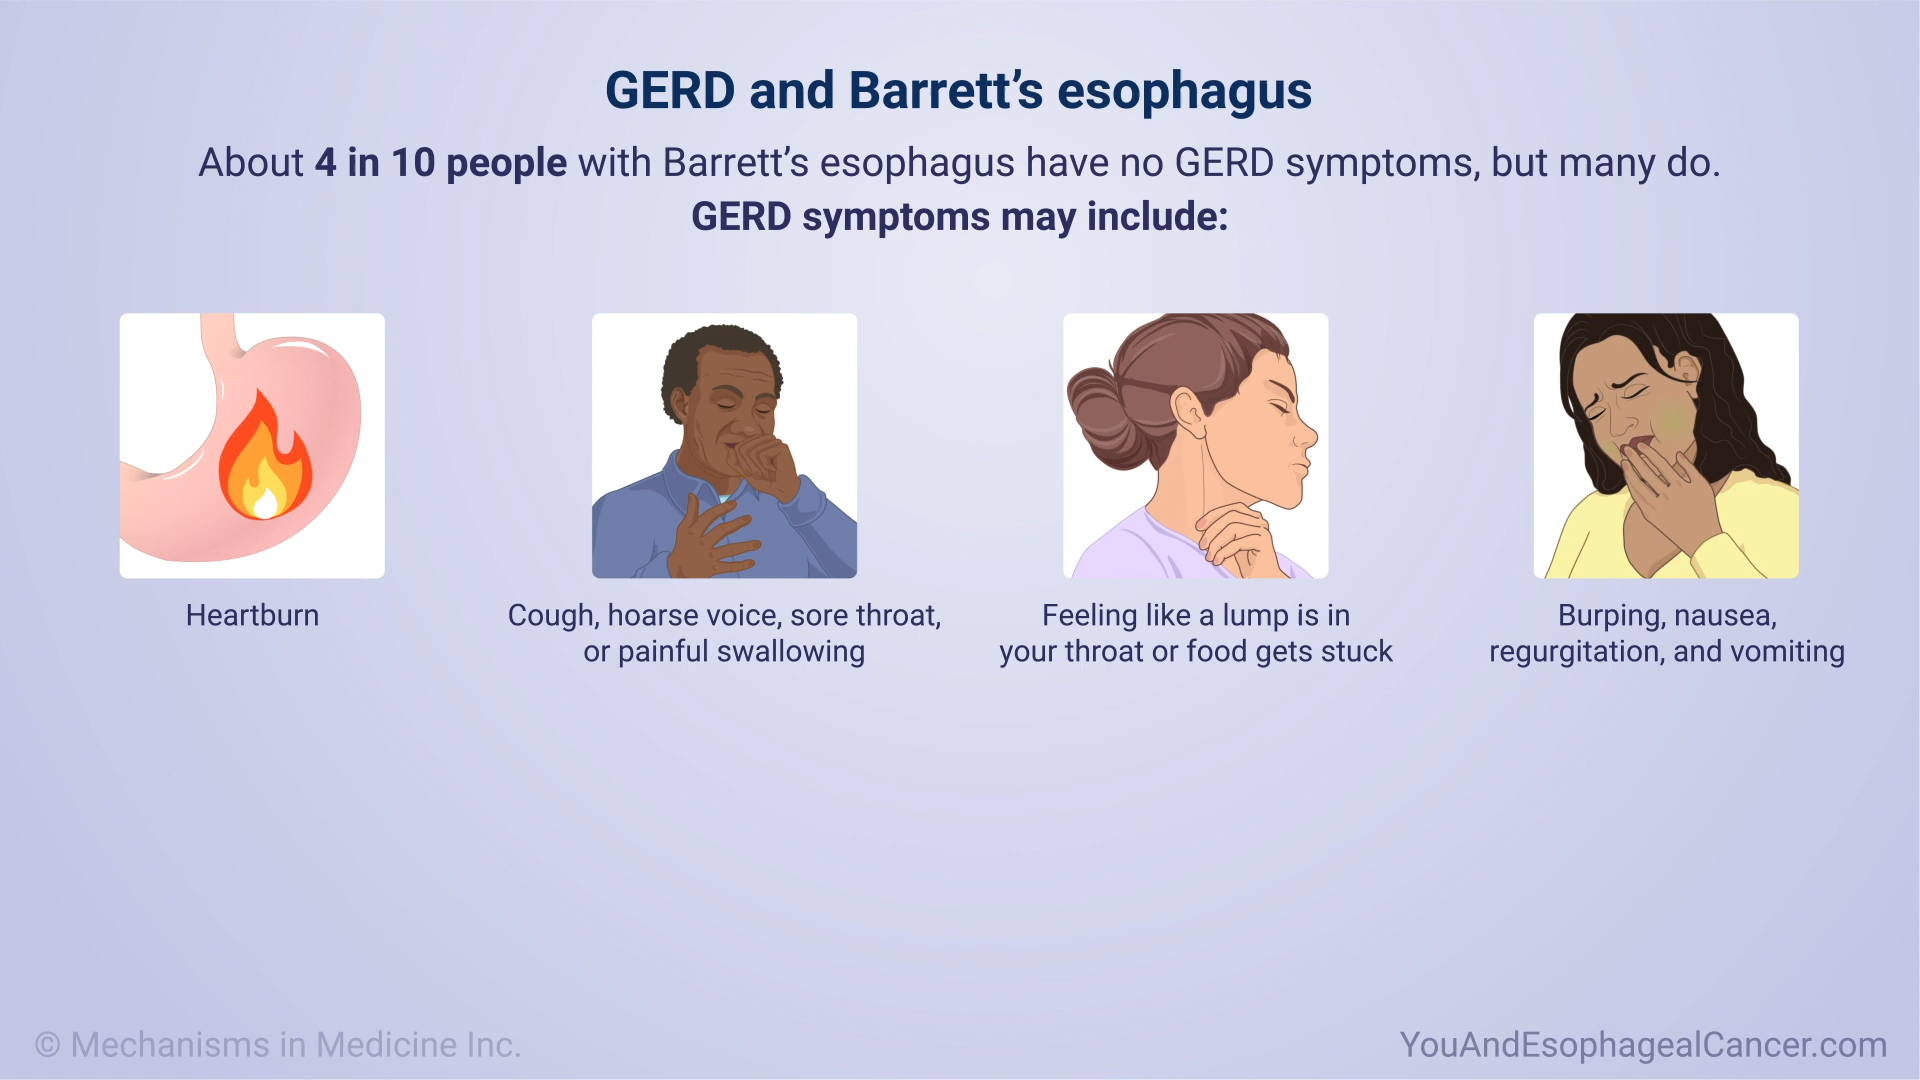 GERD and Barrett’s esophagus
About 4 in 10 people with Barrett’s esophagus have no GERD symptoms, but many do.
GERD symptoms may include:
Heartburn
Cough, hoarse voice, sore throat,
or painful swallowing
Feeling like a lump is in
your throat or food gets stuck
Burping, nausea,
regurgitation, and vomiting
© Mechanisms in Medicine Inc.
YouAndEsophagealCancer.com